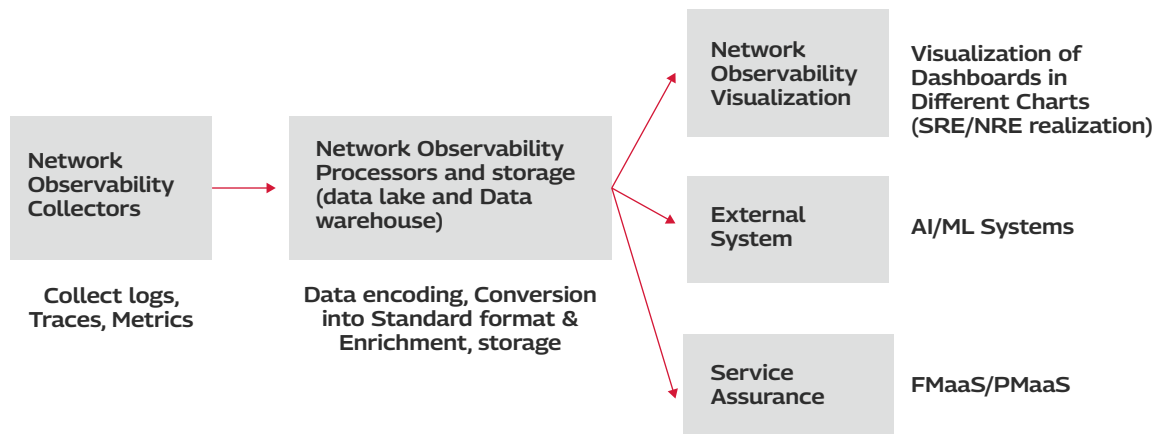 Network
Observability
Collectors
Collect logs,
Traces, Metrics
Network Observability
Processors and storage
(data lake and Data
warehouse)
Data encoding, Conversion
into Standard format &
Enrichment, storage
Network
Observability
Visualization
Visualization of
Dashboards in
Different Charts
(SRE/NRE realization)
External
System
AI/ML Systems
Service
Assurance
FMaaS/PMaaS